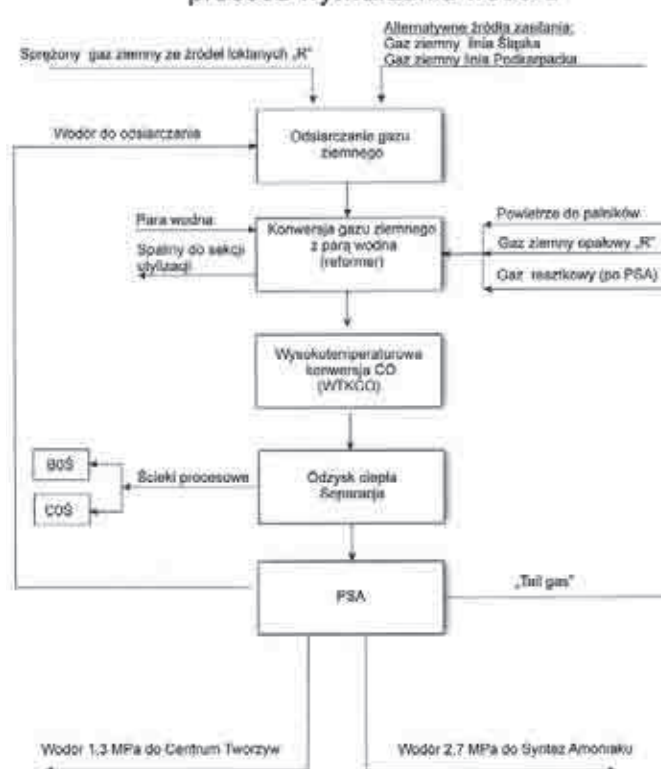 Alternatywne źródła zasilania:
Gaz ziemny linia Śląska
Gaz ziemny linia Podkarpacka
Sprężony gaz ziemny ze źródeł loktanych „R"
Wodór do odsiarczania
Odsiarczanie gazu
ziemnego
Para wodna
Spaliny do sekcji
utylizacji
Konwersja gazu ziemnego
z parą wodna
(reformer)
Powietrze do palników
Gaz ziemny opałowy „R"
Gaz resztkowy (po PSA)
Wysokotemperaturowa
konwersja CO
(WTKCO)
BOŚ
COŚ
Ścieki procesowe
Odzysk ciepła
Separacja
PSA
„Tail gas"
Wodór 1,3 MPa do Centrum Tworzyw
Wodór 2,7 MPa do Syntez Amoniaku